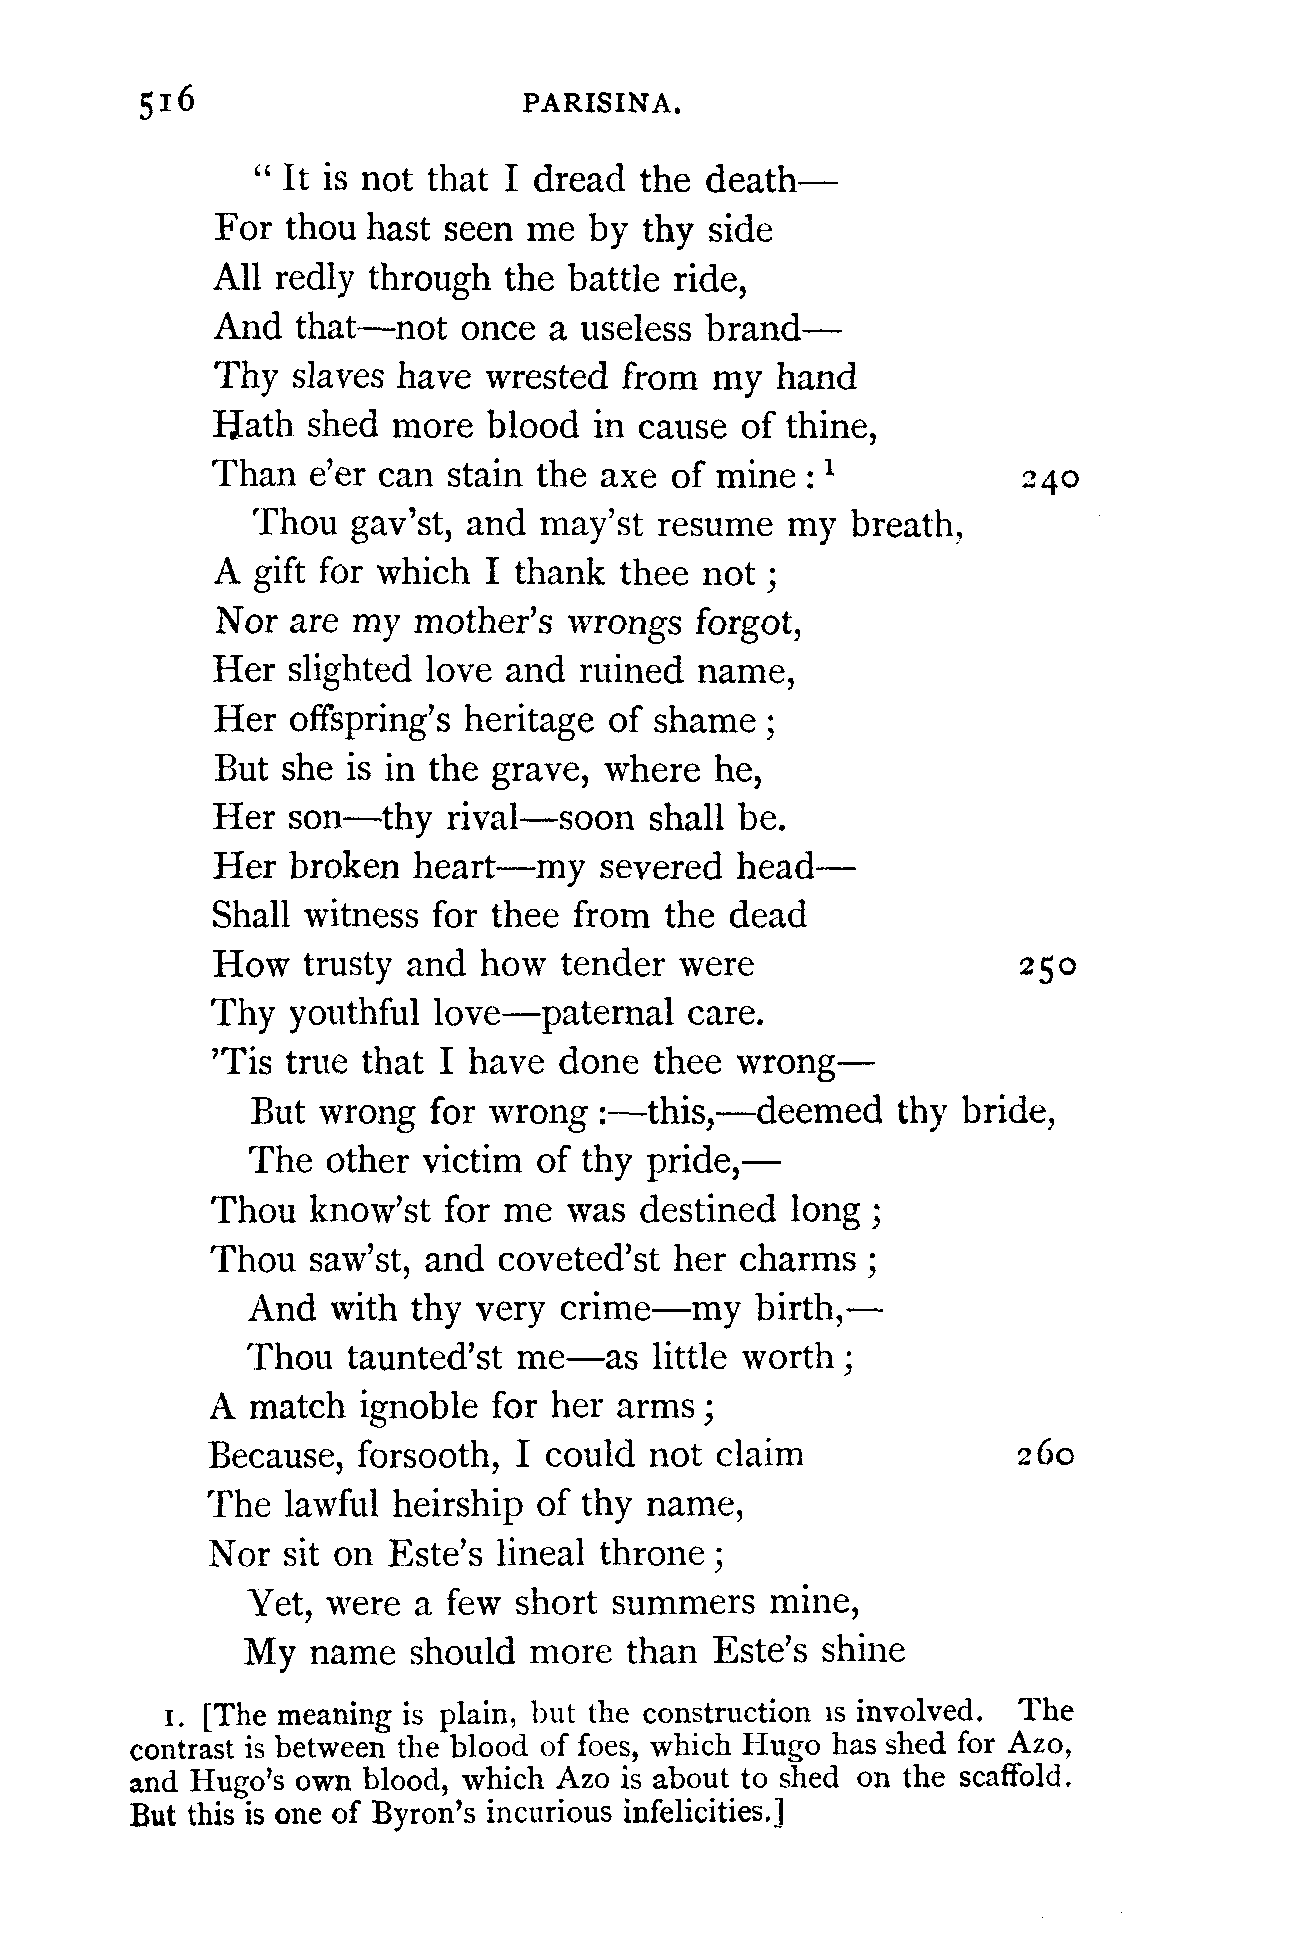 516 PARISINA.
“ It is not that I dread the death—
For thou hast seen me by thy side
All redly through the battle ride,
And that—not once a useless brand—
Thy slaves have wrested from my hand
Hath shed more blood in cause of thine,
Than e’er can stain the axe of mine : ¹ 240
Thou gav’st, and may’st resume my breath,
A gift for which I thank thee not ;
Nor are my mother’s wrongs forgot,
Her slighted love and ruined name,
Her offspring’s heritage of shame ;
But she is in the grave, where he,
Her son—thy rival—soon shall be.
Her broken heart—my severed head—
Shall witness for thee from the dead
How trusty and how tender were 250
Thy youthful love—paternal care.
’Tis true that I have done thee wrong—
But wrong for wrong :—this,—deemed thy bride,
The other victim of thy pride,—
Thou know’st for me was destined long ;
Thou saw’st, and coveted’st her charms ;
And with thy very crime—my birth,—
Thou taunted’st me—as little worth ;
A match ignoble for her arms ;
Because, forsooth, I could not claim 260
The lawful heirship of thy name,
Nor sit on Este’s lineal throne ;
Yet, were a few short summers mine,
My name should more than Este’s shine
1. [The meaning is plain, but the construction is involved. The
contrast is between the blood of foes, which Hugo has shed for Azo,
and Hugo’s own blood, which Azo is about to shed on the scaffold.
But this is one of Byron’s incurious infelicities.]